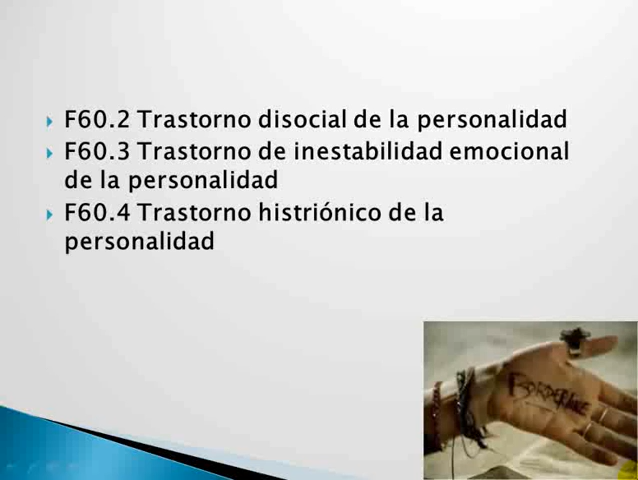 F60.2 Trastorno disocial de la personalidad
F60.3 Trastorno de inestabilidad emocional
de la personalidad
F60.4 Trastorno histriónico de la
personalidad
BORDERLINE